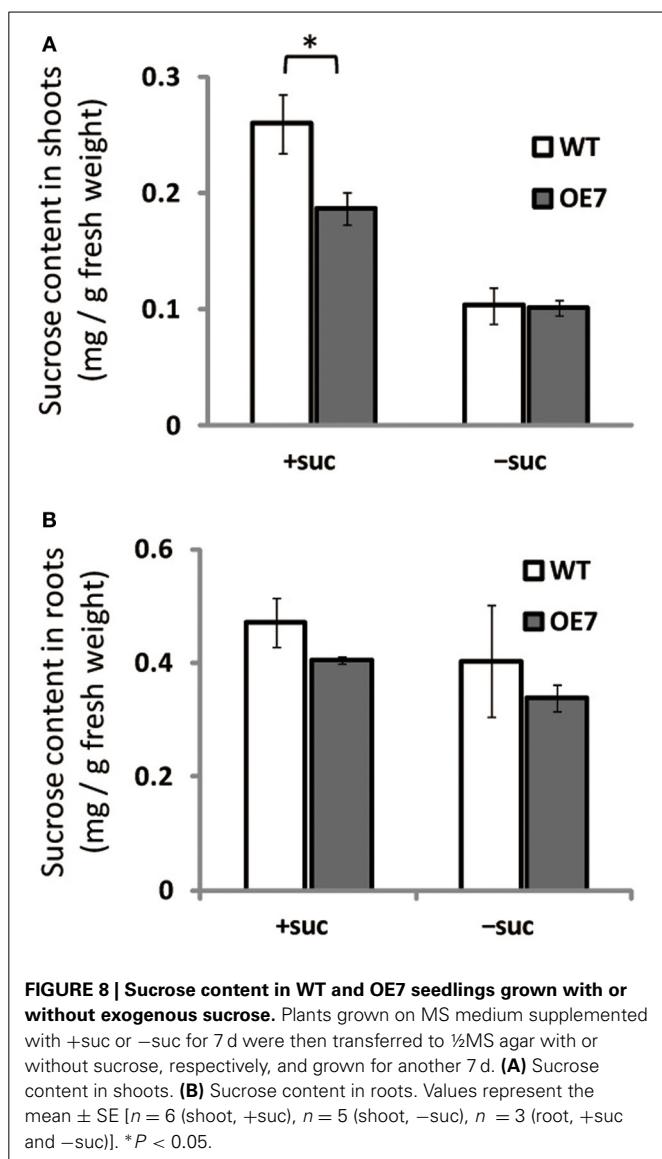 A
*
Sucrose content in shoots
(mg / g fresh weight)
0.3
0.2
0.1
0
WT
OE7
+suc
−suc
B
Sucrose content in roots
(mg / g fresh weight)
0.6
0.4
0.2
0
WT
OE7
+suc
−suc
FIGURE 8 | Sucrose content in WT and OE7 seedlings grown with or
without exogenous sucrose. Plants grown on MS medium supplemented
with +suc or −suc for 7 d were then transferred to ½MS agar with or
without sucrose, respectively, and grown for another 7 d. (A) Sucrose
content in shoots. (B) Sucrose content in roots. Values represent the
mean ± SE [n = 6 (shoot, +suc), n = 5 (shoot, −suc), n = 3 (root, +suc
and −suc)]. *P < 0.05.